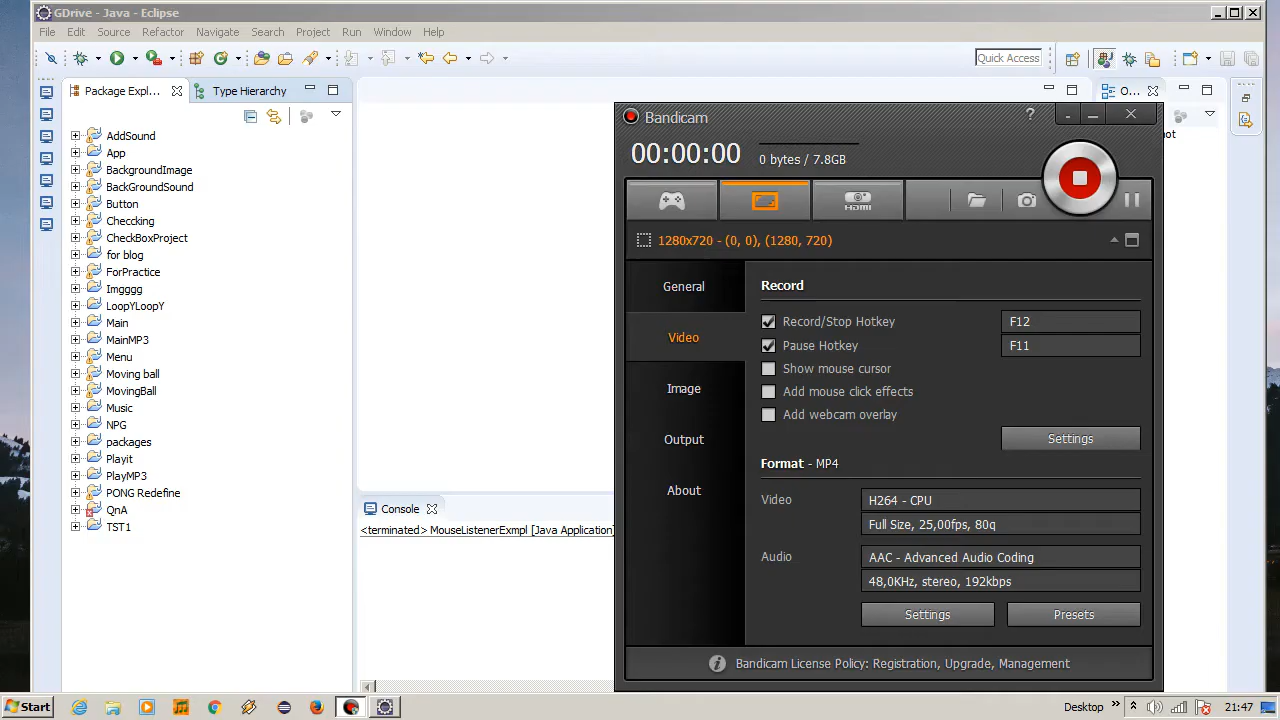 GDrive - Java - Eclipse
File Edit Source Refactor Navigate Search Project Run Window Help
Quick Access
Package Expl... Type Hierarchy
O...
AddSound
App
BackgroundImage
BackGroundSound
Button
Checcking
CheckBoxProject
for blog
ForPractice
Imgggg
LoopYLoopY
Main
MainMP3
Menu
Moving ball
MovingBall
Music
NPG
packages
Playit
PlayMP3
PONG Redefine
QnA
TST1
Console
<terminated> MouseListenerExmpl [Java Application]
Bandicam
?
00:00:00 0 bytes / 7.8GB
HDMI
1280x720 - (0, 0), (1280, 720)
General
Video
Image
Output
About
Record
Record/Stop Hotkey F12
Pause Hotkey F11
Show mouse cursor
Add mouse click effects
Add webcam overlay
Settings
Format - MP4
Video H264 - CPU
Full Size, 25,00fps, 80q
Audio AAC - Advanced Audio Coding
48,0KHz, stereo, 192kbps
Settings Presets
Bandicam License Policy: Registration, Upgrade, Management
Start Desktop 21:47